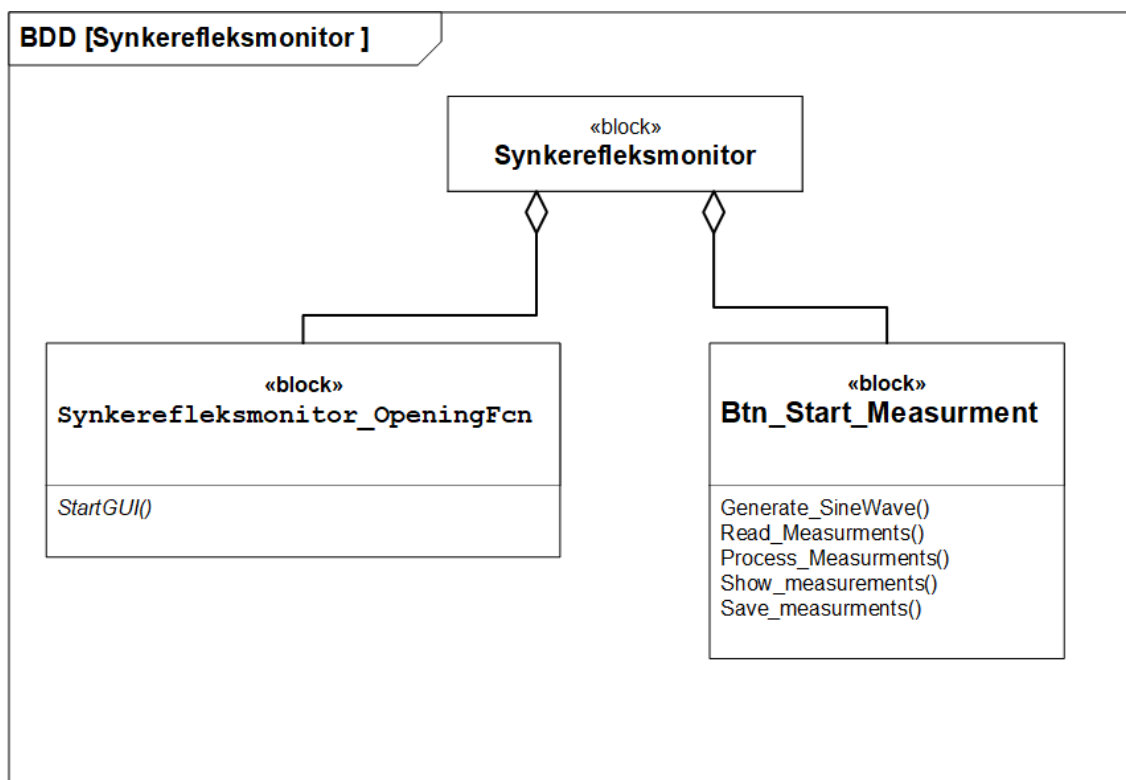 BDD [Synkerefleksmonitor ]
«block»
Synkerefleksmonitor
«block»
Synkerefleksmonitor_OpeningFcn
StartGUI()
«block»
Btn_Start_Measurment
Generate_SineWave()
Read_Measurments()
Process_Measurments()
Show_measurements()
Save_measurments()